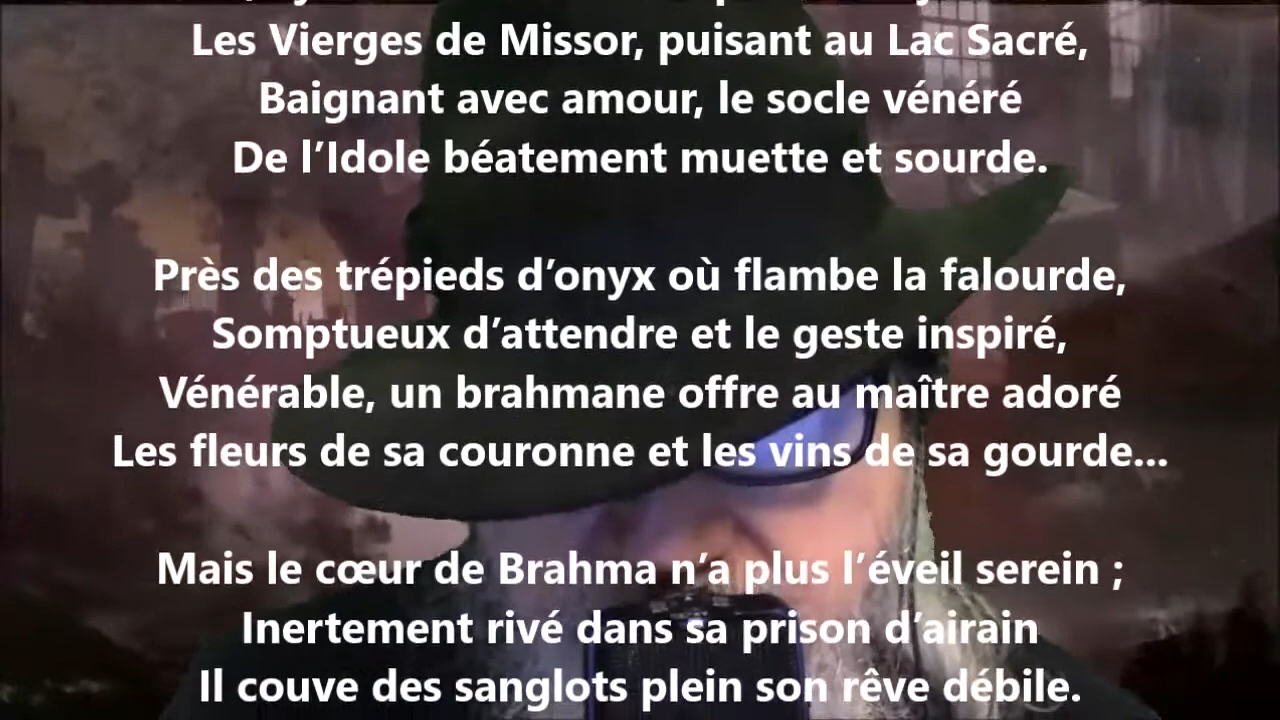 Les Vierges de Missor, puisant au Lac Sacré,
Baignant avec amour, le socle vénéré
De l’Idole béatement muette et sourde.
Près des trépieds d’onyx où flambe la falourde,
Somptueux d’attendre et le geste inspiré,
Vénérable, un brahmane offre au maître adoré
Les fleurs de sa couronne et les vins de sa gourde...
Mais le cœur de Brahma n’a plus l’éveil serein ;
Inertement rivé dans sa prison d’airain
Il couve des sanglots plein son rêve débile.